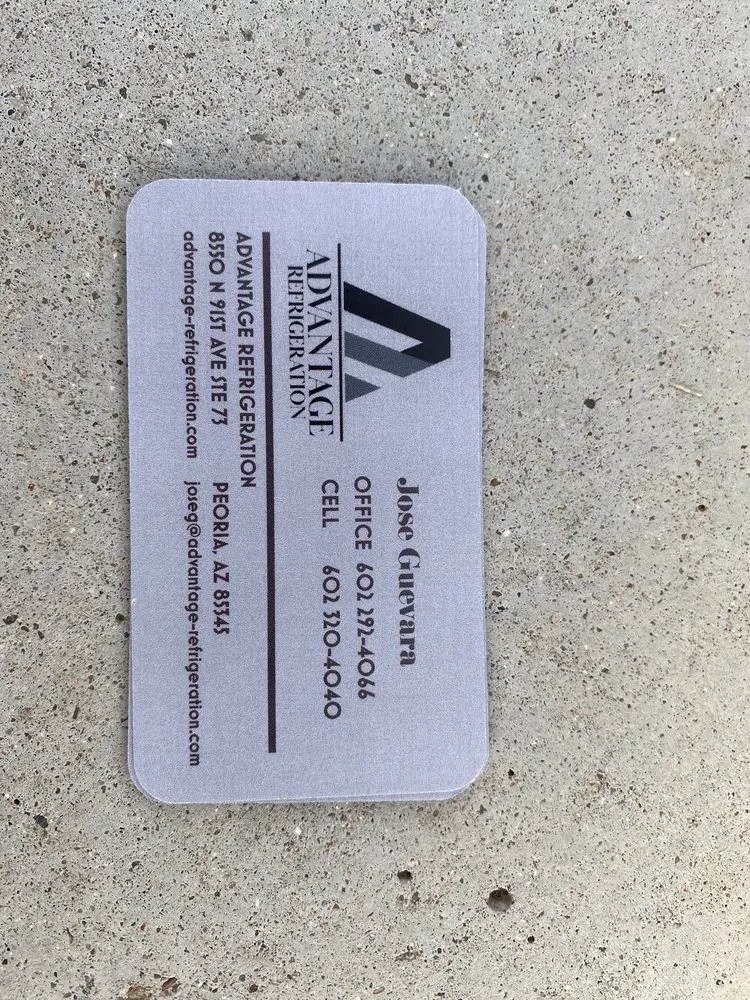 ADVANTAGE
REFRIGERATION
Jose Guevara
OFFICE 602 292-4066
CELL 602 320-4040
ADVANTAGE REFRIGERATION
8550 N 91ST AVE STE 73 PEORIA, AZ 85345
advantage-refrigeration.com joseg@advantage-refrigeration.com